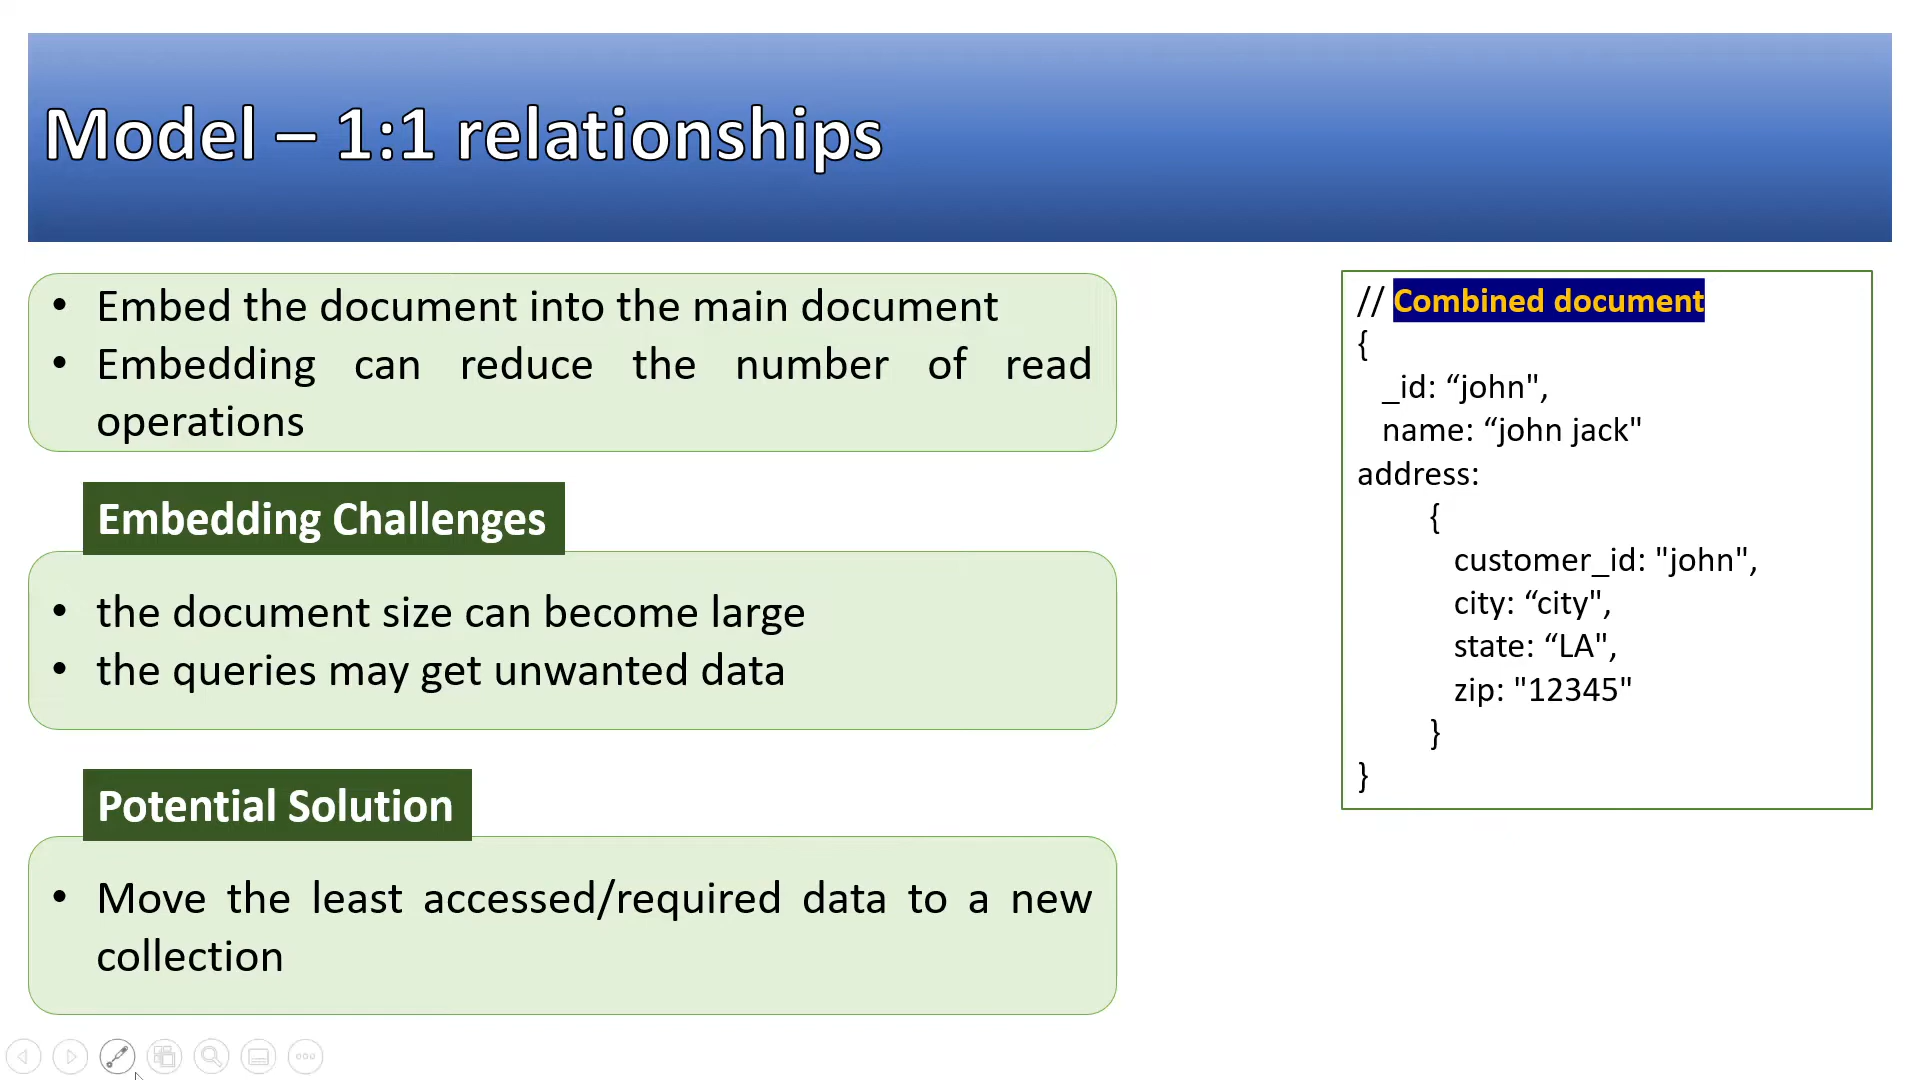 Model – 1:1 relationships
• Embed the document into the main document
• Embedding can reduce the number of read
operations
Embedding Challenges
• the document size can become large
• the queries may get unwanted data
Potential Solution
• Move the least accessed/required data to a new
collection
// Combined document
{
_id: “john",
name: “john jack"
address:
{
customer_id: "john",
city: “city",
state: “LA",
zip: "12345"
}
}